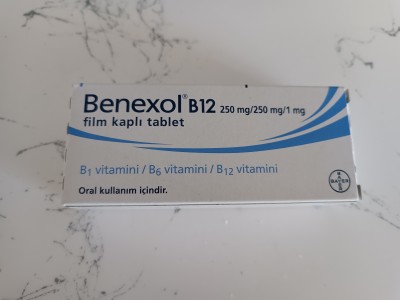 Benexol® B12 250 mg/250 mg/1 mg
film kaplı tablet
B1 vitamini / B6 vitamini / B12 vitamini
Oral kullanım içindir.
BAYER